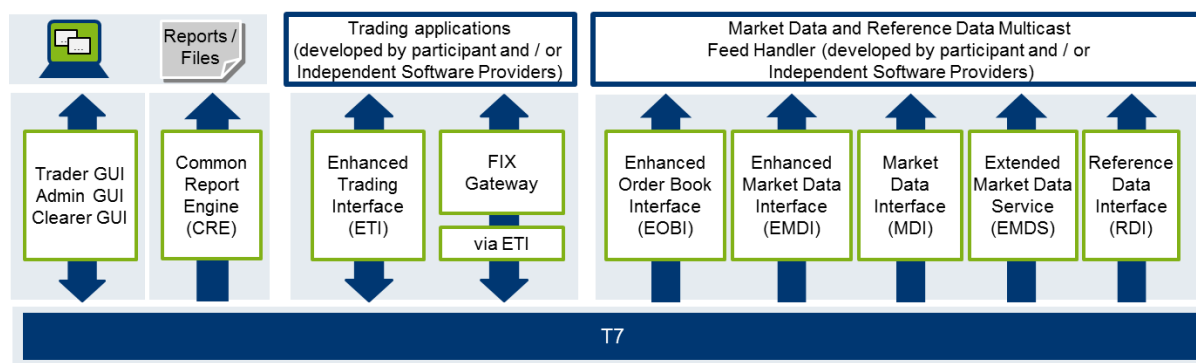 Reports /
Files
Trading applications
(developed by participant and / or
Independent Software Providers)
Market Data and Reference Data Multicast
Feed Handler (developed by participant and / or
Independent Software Providers)
Trader GUI
Admin GUI
Clearer GUI
Common
Report
Engine
(CRE)
Enhanced
Trading
Interface
(ETI)
FIX
Gateway
via ETI
Enhanced
Order Book
Interface
(EOBI)
Enhanced
Market Data
Interface
(EMDI)
Market
Data
Interface
(MDI)
Extended
Market Data
Service
(EMDS)
Reference
Data
Interface
(RDI)
T7